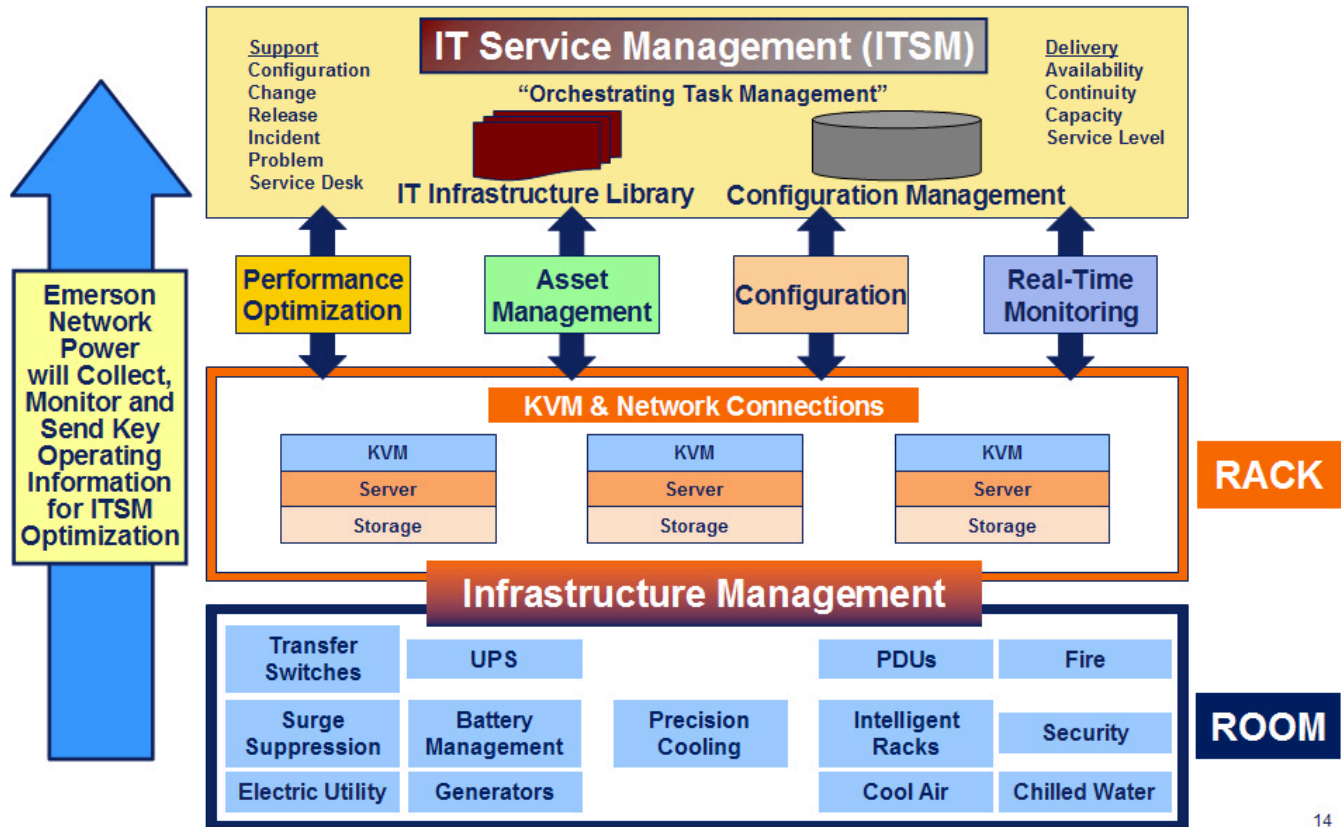 IT Service Management (ITSM)
"Orchestrating Task Management"
Support
Configuration
Change
Release
Incident
Problem
Service Desk
Delivery
Availability
Continuity
Capacity
Service Level
IT Infrastructure Library
Configuration Management
Emerson
Network
Power
will Collect,
Monitor and
Send Key
Operating
Information
for ITSM
Optimization
Performance
Optimization
Asset
Management
Configuration
Real-Time
Monitoring
KVM & Network Connections
KVM
Server
Storage
KVM
Server
Storage
KVM
Server
Storage
RACK
Infrastructure Management
Transfer
Switches
UPS
PDUs
Fire
Surge
Suppression
Battery
Management
Precision
Cooling
Intelligent
Racks
Security
Electric Utility
Generators
Cool Air
Chilled Water
ROOM
14